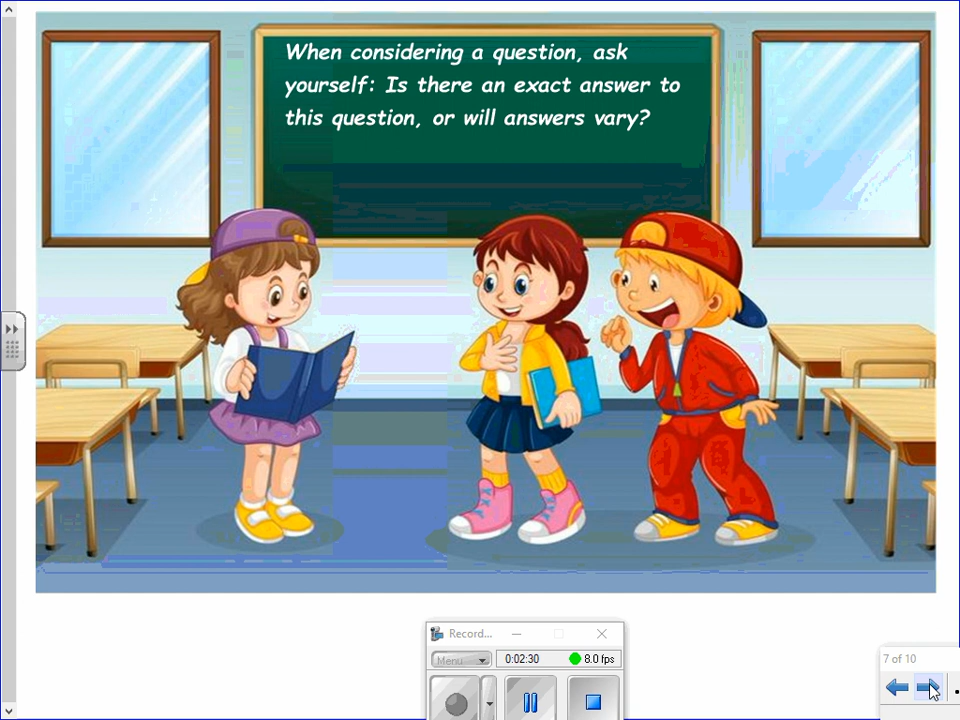 When considering a question, ask
yourself: Is there an exact answer to
this question, or will answers vary?
Record...
Menu
0:02:30
8.0 fps
7 of 10